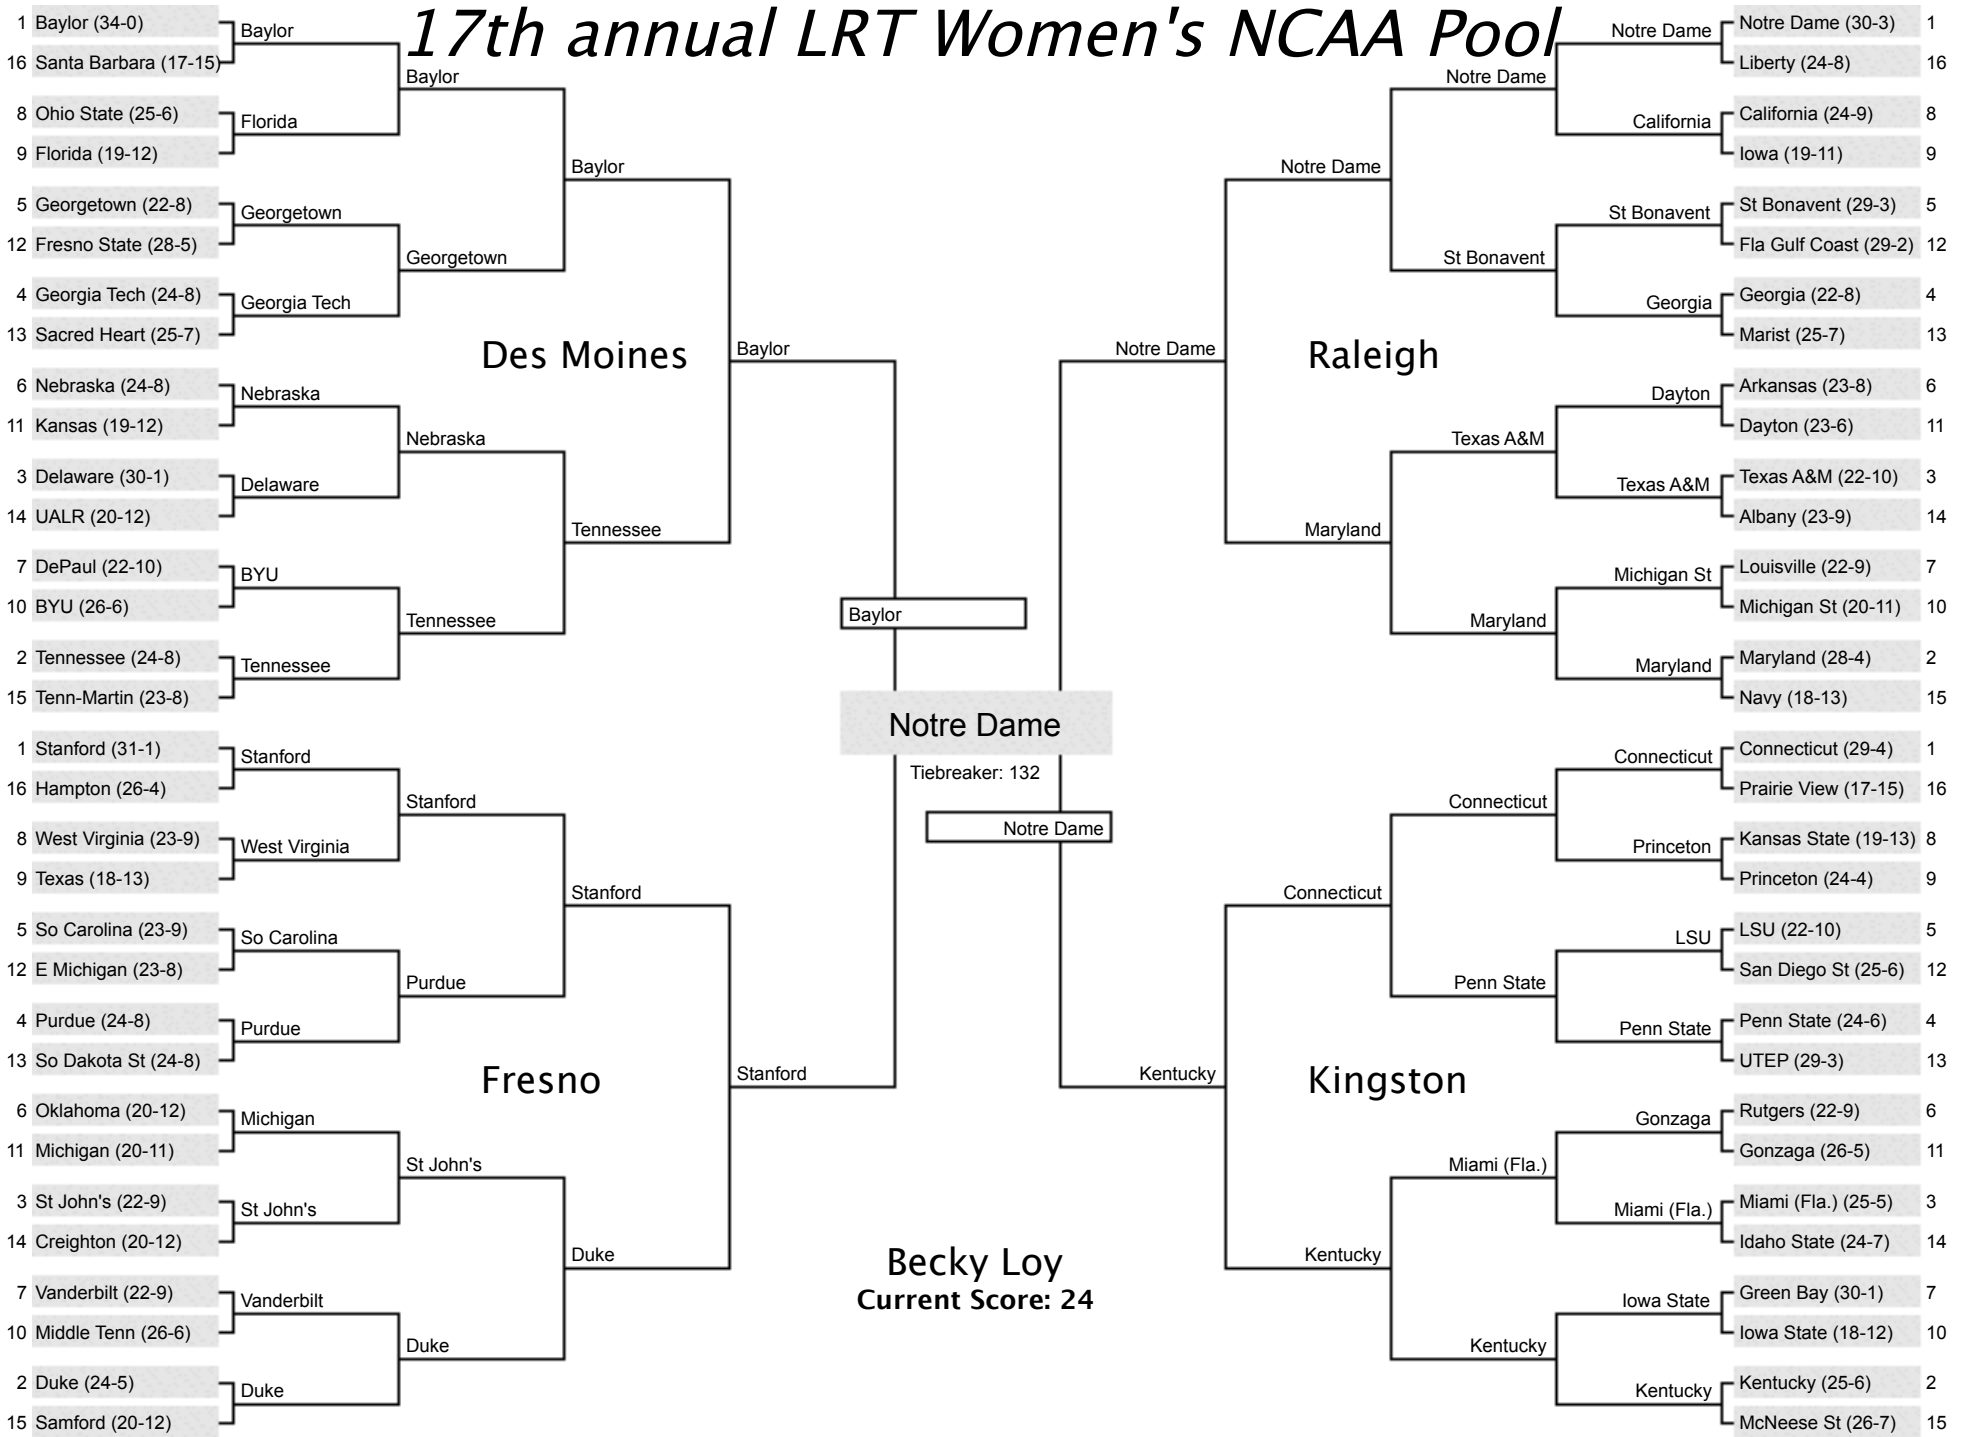 17th annual LRT Women's NCAA Pool
1 Baylor (34-0)
16 Santa Barbara (17-15)
8 Ohio State (25-6)
9 Florida (19-12)
5 Georgetown (22-8)
12 Fresno State (28-5)
4 Georgia Tech (24-8)
13 Sacred Heart (25-7)
6 Nebraska (24-8)
11 Kansas (19-12)
3 Delaware (30-1)
14 UALR (20-12)
7 DePaul (22-10)
10 BYU (26-6)
2 Tennessee (24-8)
15 Tenn-Martin (23-8)
Baylor
Florida
Georgetown
Georgia Tech
Nebraska
Delaware
BYU
Tennessee
Baylor
Georgetown
Nebraska
Tennessee
Baylor
Tennessee
Des Moines
Baylor
1 Stanford (31-1)
16 Hampton (26-4)
8 West Virginia (23-9)
9 Texas (18-13)
5 So Carolina (23-9)
12 E Michigan (23-8)
4 Purdue (24-8)
13 So Dakota St (24-8)
6 Oklahoma (20-12)
11 Michigan (20-11)
3 St John's (22-9)
14 Creighton (20-12)
7 Vanderbilt (22-9)
10 Middle Tenn (26-6)
2 Duke (24-5)
15 Samford (20-12)
Stanford
West Virginia
So Carolina
Purdue
Michigan
St John's
Vanderbilt
Duke
Stanford
Purdue
St John's
Duke
Stanford
Duke
Fresno
Stanford
Baylor
Notre Dame
Tiebreaker: 132
Notre Dame
Becky Loy
Current Score: 24
Notre Dame
Raleigh
Notre Dame
Maryland
Notre Dame
St Bonavent
Texas A&M
Maryland
Notre Dame
California
St Bonavent
Georgia
Dayton
Texas A&M
Michigan St
Maryland
Notre Dame (30-3) 1
Liberty (24-8) 16
California (24-9) 8
Iowa (19-11) 9
St Bonavent (29-3) 5
Fla Gulf Coast (29-2) 12
Georgia (22-8) 4
Marist (25-7) 13
Arkansas (23-8) 6
Dayton (23-6) 11
Texas A&M (22-10) 3
Albany (23-9) 14
Louisville (22-9) 7
Michigan St (20-11) 10
Maryland (28-4) 2
Navy (18-13) 15
Kentucky
Kingston
Connecticut
Kentucky
Connecticut
Penn State
Miami (Fla.)
Kentucky
Connecticut
Princeton
LSU
Penn State
Gonzaga
Miami (Fla.)
Iowa State
Kentucky
Connecticut (29-4) 1
Prairie View (17-15) 16
Kansas State (19-13) 8
Princeton (24-4) 9
LSU (22-10) 5
San Diego St (25-6) 12
Penn State (24-6) 4
UTEP (29-3) 13
Rutgers (22-9) 6
Gonzaga (26-5) 11
Miami (Fla.) (25-5) 3
Idaho State (24-7) 14
Green Bay (30-1) 7
Iowa State (18-12) 10
Kentucky (25-6) 2
McNeese St (26-7) 15